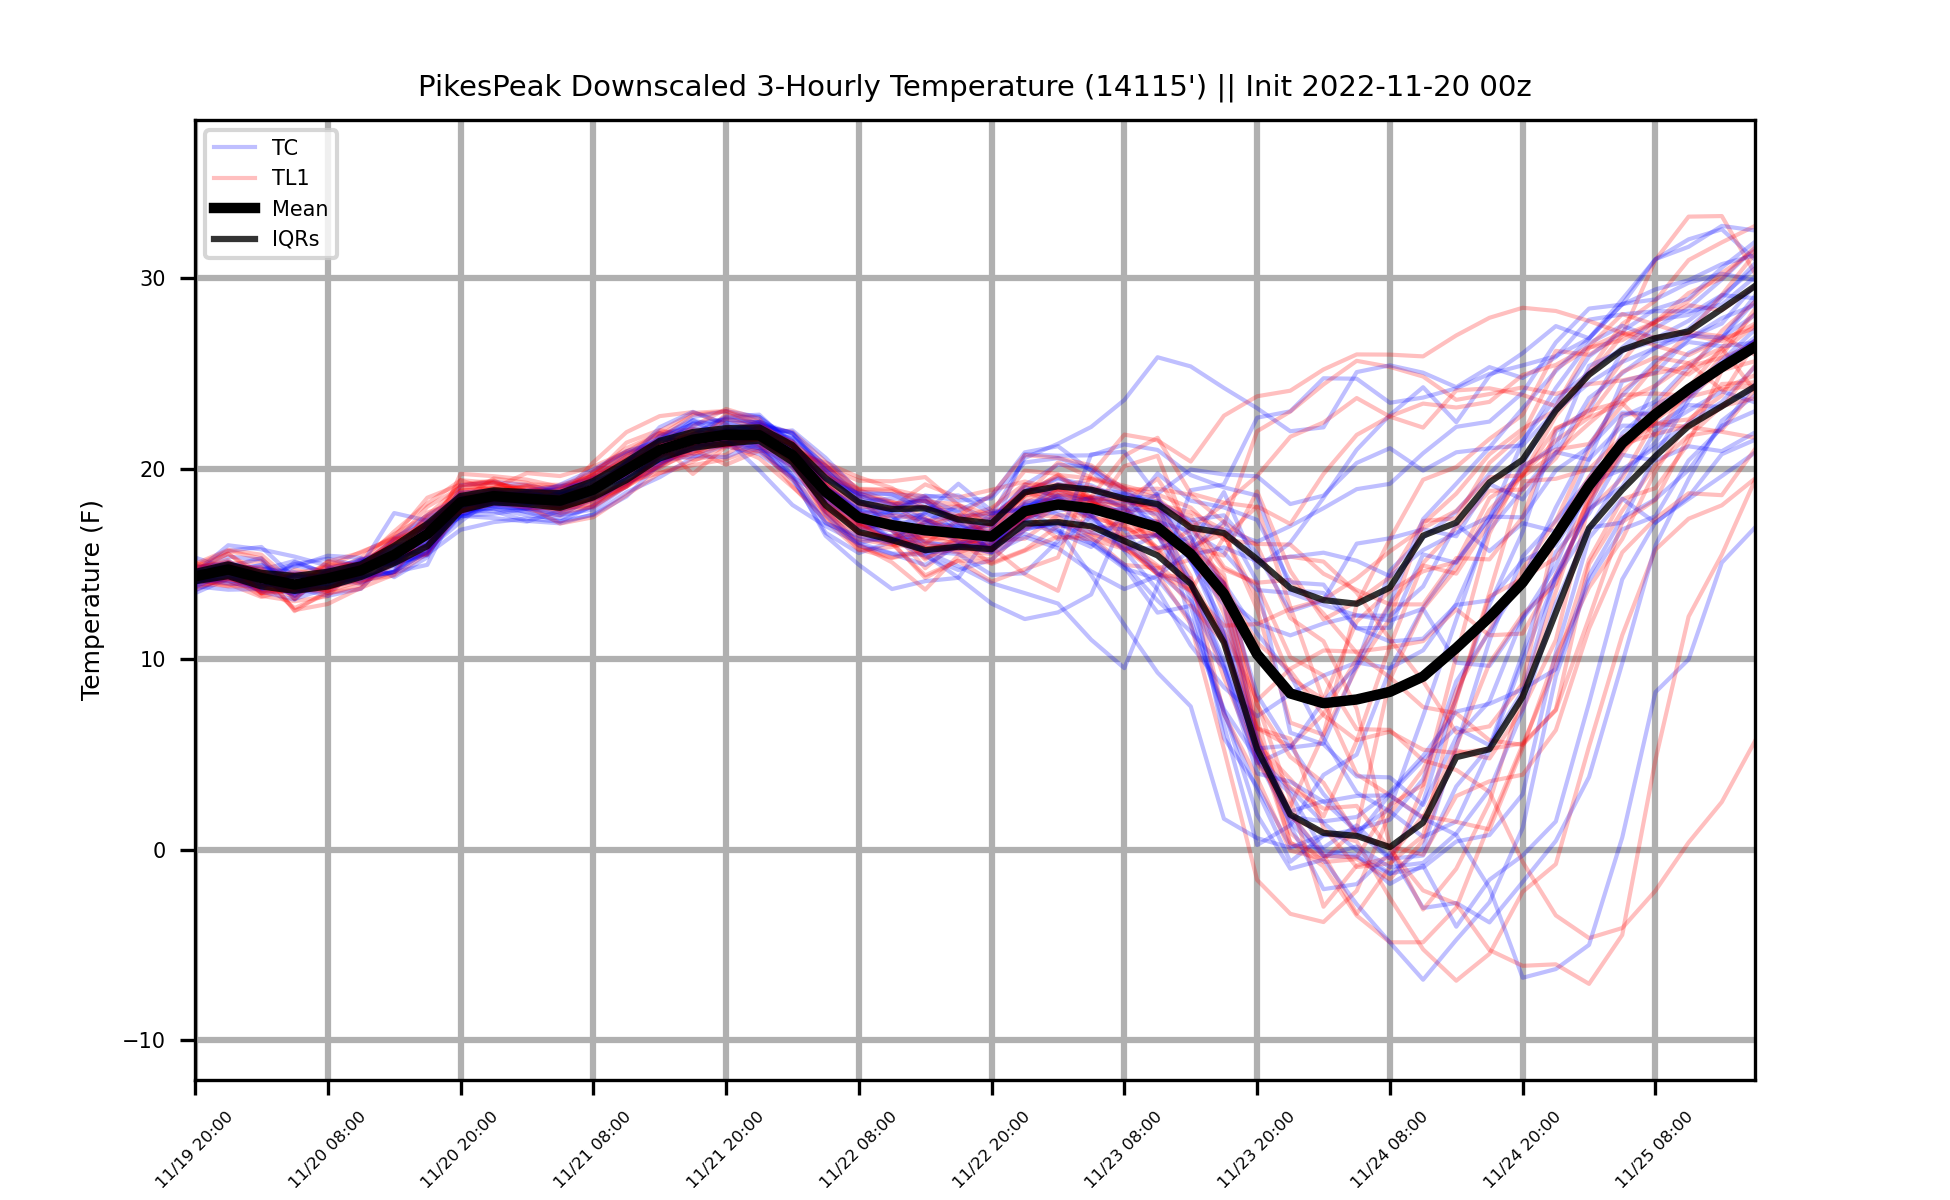 PikesPeak Downscaled 3-Hourly Temperature (14115') || Init 2022-11-20 00z
TC
TL1
Mean
IQRs
Temperature (F)
30
20
10
0
−10
11/19 20:00
11/20 08:00
11/20 20:00
11/21 08:00
11/21 20:00
11/22 08:00
11/22 20:00
11/23 08:00
11/23 20:00
11/24 08:00
11/24 20:00
11/25 08:00